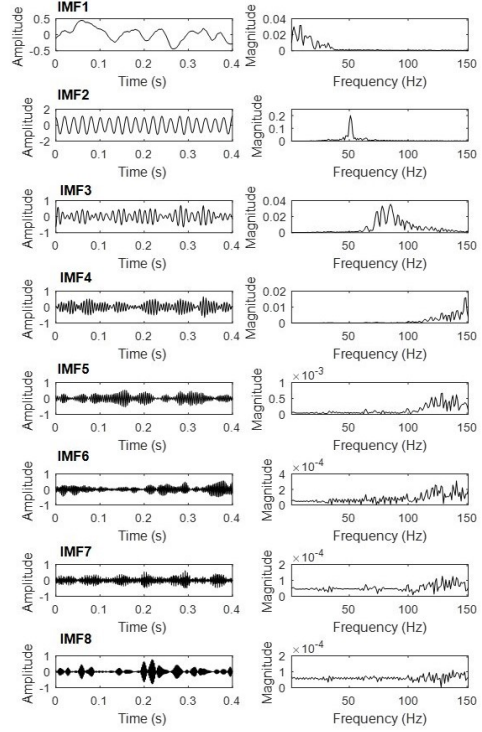 IMF1
Amplitude
0.5
0
-0.5
0 0.1 0.2 0.3 0.4
Time (s)
Magnitude
0.04
0.02
0
50 100 150
Frequency (Hz)
IMF2
Amplitude
2
0
-2
0 0.1 0.2 0.3 0.4
Time (s)
Magnitude
0.2
0.1
0
50 100 150
Frequency (Hz)
IMF3
Amplitude
1
0
-1
0 0.1 0.2 0.3 0.4
Time (s)
Magnitude
0.04
0.02
0
50 100 150
Frequency (Hz)
IMF4
Amplitude
1
0
-1
0 0.1 0.2 0.3 0.4
Time (s)
Magnitude
0.02
0.01
0
50 100 150
Frequency (Hz)
IMF5
Amplitude
1
0
-1
0 0.1 0.2 0.3 0.4
Time (s)
Magnitude
×10⁻³
1
0.5
0
50 100 150
Frequency (Hz)
IMF6
Amplitude
1
0
-1
0 0.1 0.2 0.3 0.4
Time (s)
Magnitude
×10⁻⁴
4
2
0
50 100 150
Frequency (Hz)
IMF7
Amplitude
1
0
-1
0 0.1 0.2 0.3 0.4
Time (s)
Magnitude
×10⁻⁴
2
1
0
50 100 150
Frequency (Hz)
IMF8
Amplitude
1
0
-1
0 0.1 0.2 0.3 0.4
Time (s)
Magnitude
×10⁻⁴
2
1
0
50 100 150
Frequency (Hz)